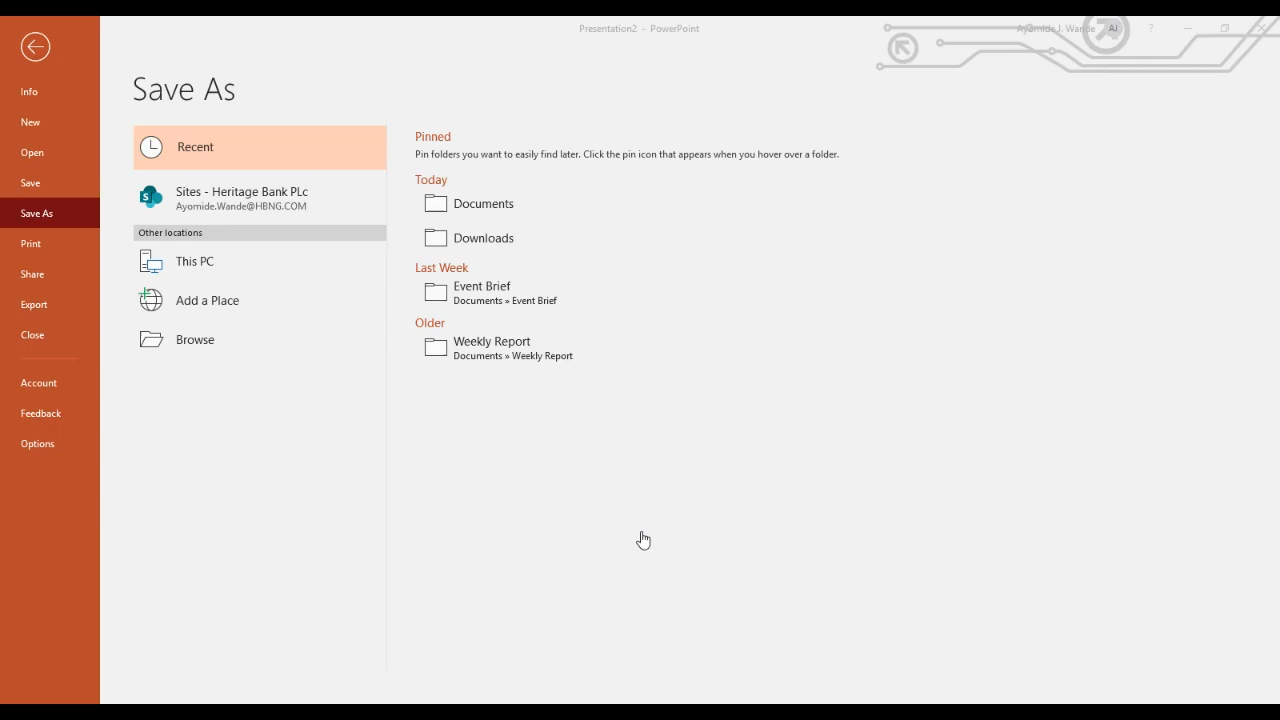 Presentation2 - PowerPoint
Ayomide J. Wande
AJ
?
Info
New
Open
Save
Save As
Print
Share
Export
Close
Account
Feedback
Options
Save As
Recent
Sites - Heritage Bank PLc
Ayomide.Wande@HBNG.COM
Other locations
This PC
Add a Place
Browse
Pinned
Pin folders you want to easily find later. Click the pin icon that appears when you hover over a folder.
Today
Documents
Downloads
Last Week
Event Brief
Documents » Event Brief
Older
Weekly Report
Documents » Weekly Report